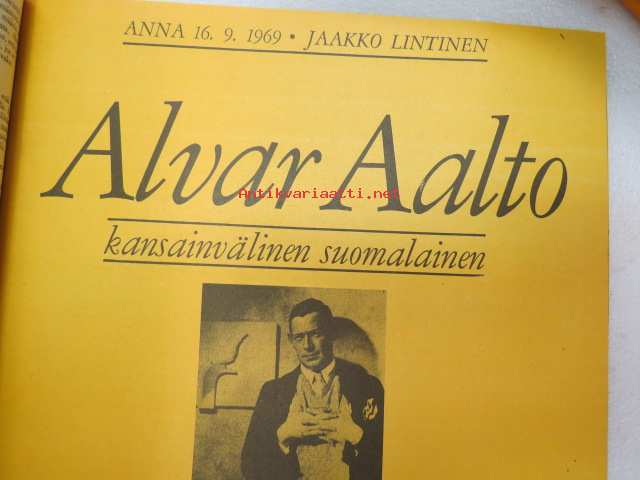 ANNA 16. 9. 1969 • JAAKKO LINTINEN
Alvar Aalto
Antikvariaatti.net
kansainvälinen suomalainen